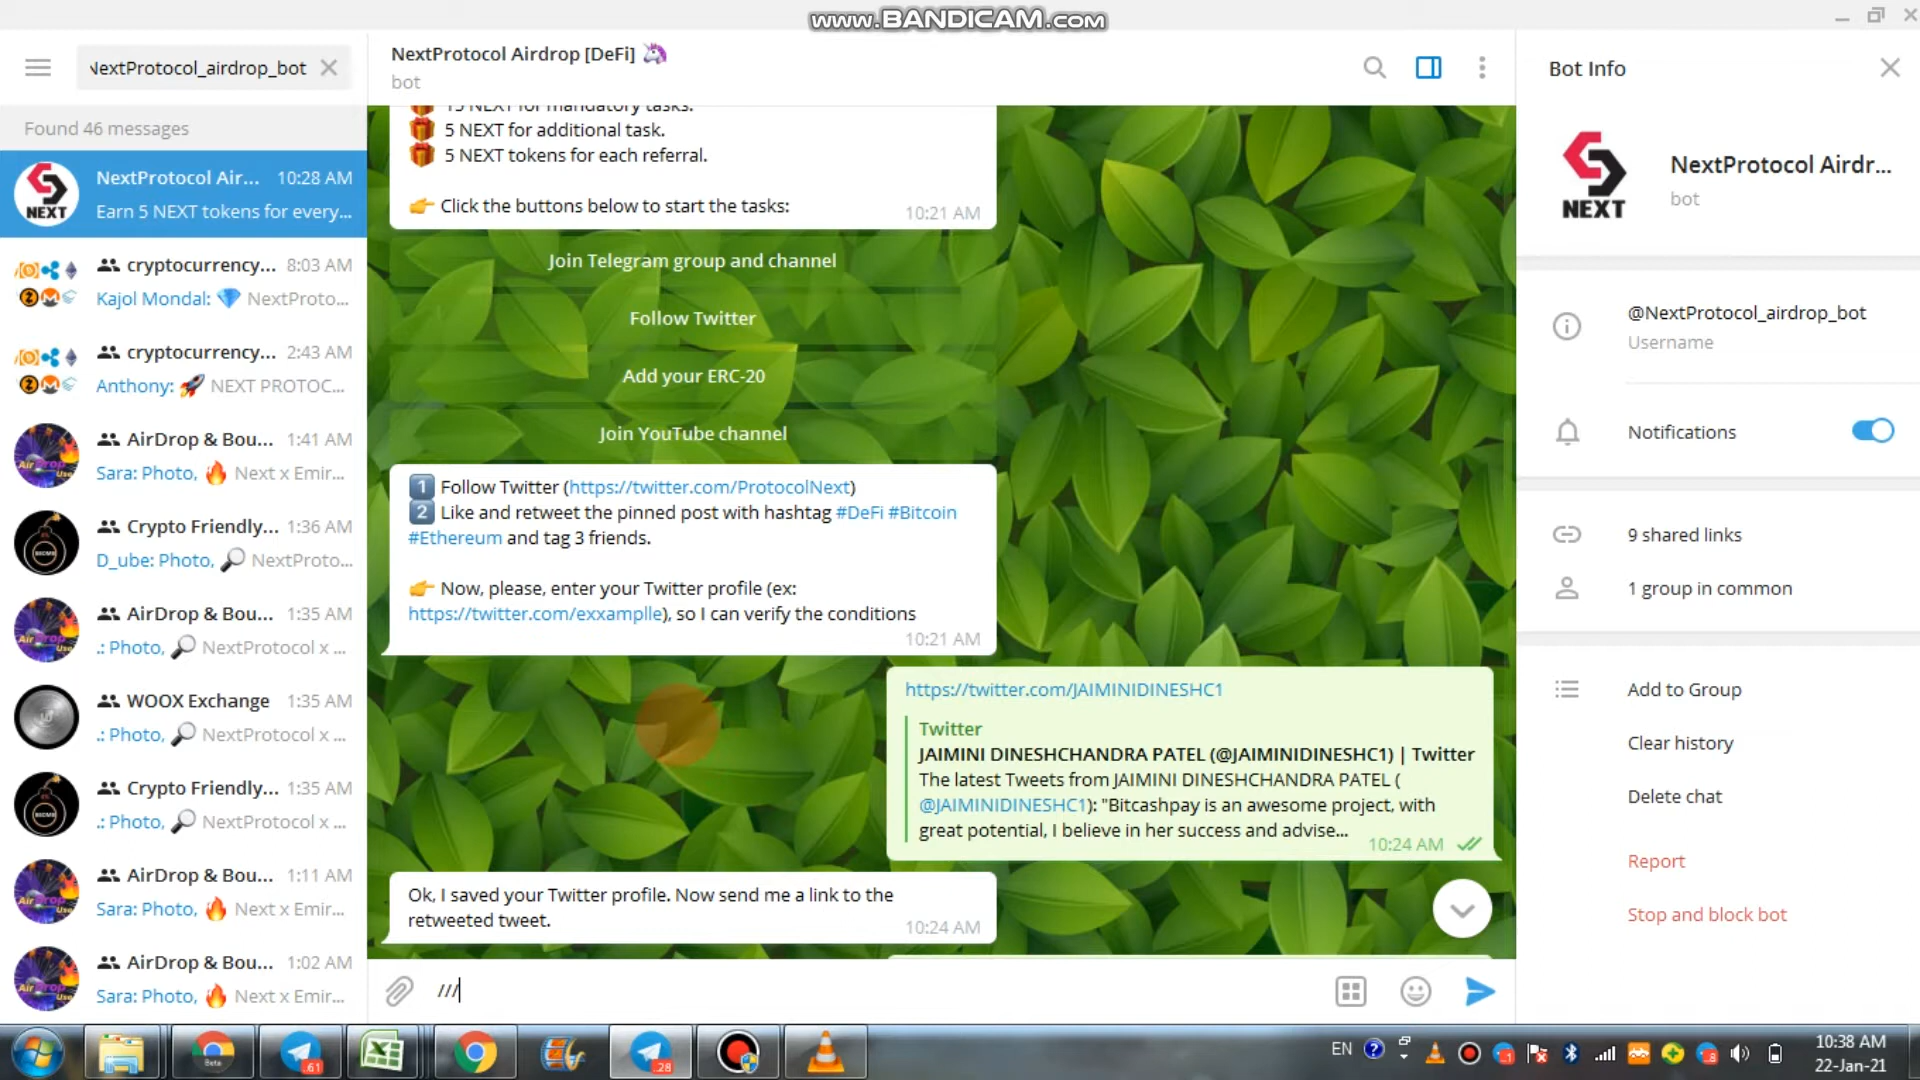 www.BANDICAM.com
NextProtocol_airdrop_bot
Found 46 messages
NextProtocol Air... 10:28 AM
Earn 5 NEXT tokens for every...
cryptocurrency... 8:03 AM
Kajol Mondal: 💎 NextProto...
cryptocurrency... 2:43 AM
Anthony: 🚀 NEXT PROTOC...
AirDrop & Bou... 1:41 AM
Sara: Photo, 🔥 Next x Emir...
Crypto Friendly... 1:36 AM
D_ube: Photo, 🔎 NextProto...
AirDrop & Bou... 1:35 AM
.: Photo, 🔎 NextProtocol x ...
WOOX Exchange 1:35 AM
.: Photo, 🔎 NextProtocol x ...
Crypto Friendly... 1:35 AM
.: Photo, 🔎 NextProtocol x ...
AirDrop & Bou... 1:11 AM
Sara: Photo, 🔥 Next x Emir...
AirDrop & Bou... 1:02 AM
Sara: Photo, 🔥 Next x Emir...
NextProtocol Airdrop [DeFi] 🦄
bot
🎁 15 NEXT for mandatory tasks.
🎁 5 NEXT for additional task.
🎁 5 NEXT tokens for each referral.
👉 Click the buttons below to start the tasks:
10:21 AM
Join Telegram group and channel
Follow Twitter
Add your ERC-20
Join YouTube channel
1 Follow Twitter (https://twitter.com/ProtocolNext)
2 Like and retweet the pinned post with hashtag #DeFi #Bitcoin
#Ethereum and tag 3 friends.
👉 Now, please, enter your Twitter profile (ex:
https://twitter.com/exxamplle), so I can verify the conditions
10:21 AM
https://twitter.com/JAIMINIDINESHC1
Twitter
JAIMINI DINESHCHANDRA PATEL (@JAIMINIDINESHC1) | Twitter
The latest Tweets from JAIMINI DINESHCHANDRA PATEL (
@JAIMINIDINESHC1): "Bitcashpay is an awesome project, with
great potential, I believe in her success and advise...
10:24 AM
Ok, I saved your Twitter profile. Now send me a link to the
retweeted tweet.
10:24 AM
///
Bot Info
NEXT
NextProtocol Airdr...
bot
@NextProtocol_airdrop_bot
Username
Notifications
9 shared links
1 group in common
Add to Group
Clear history
Delete chat
Report
Stop and block bot
Beta
.61
.28
EN
10:38 AM
22-Jan-21